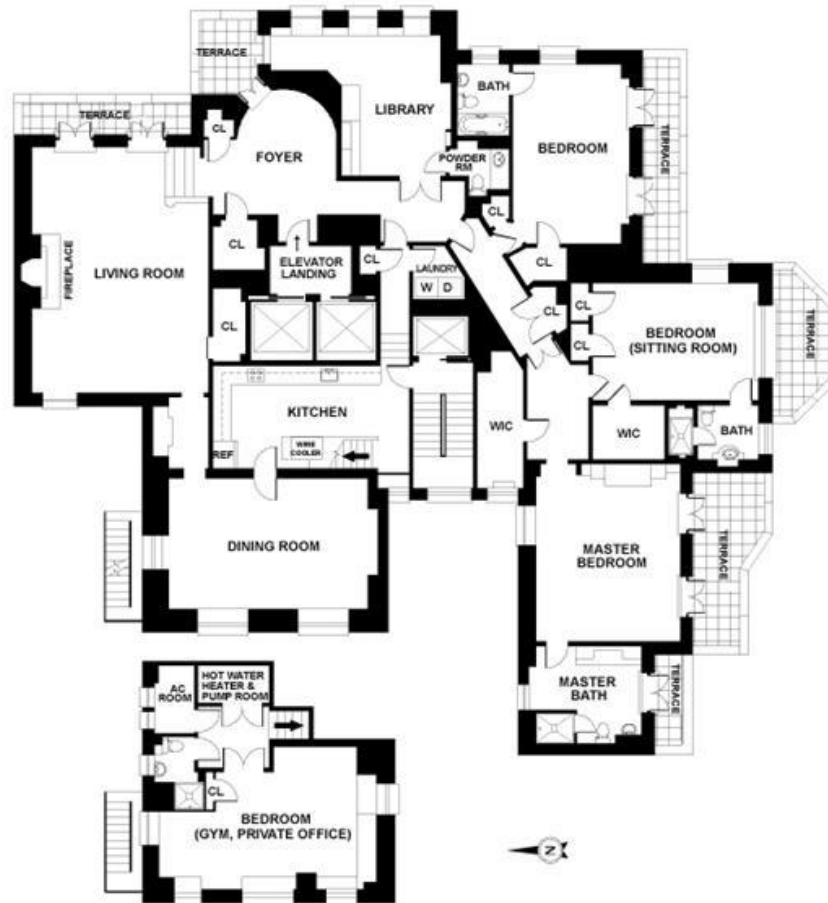 TERRACE
BATH
LIBRARY
TERRACE
CL
FOYER
POWDER
RM
BEDROOM
TERRACE
CL
CL
CL
ELEVATOR
LANDING
CL
LAUNDRY
W D
LIVING ROOM
FIREPLACE
CL
CL
CL
BEDROOM
(SITTING ROOM)
TERRACE
CL
KITCHEN
WIC
WIC
BATH
REF
WINE
COOLER
DINING ROOM
MASTER
BEDROOM
TERRACE
MASTER
BATH
TERRACE
AC
ROOM
HOT WATER
HEATER &
PUMP ROOM
CL
BEDROOM
(GYM, PRIVATE OFFICE)
N